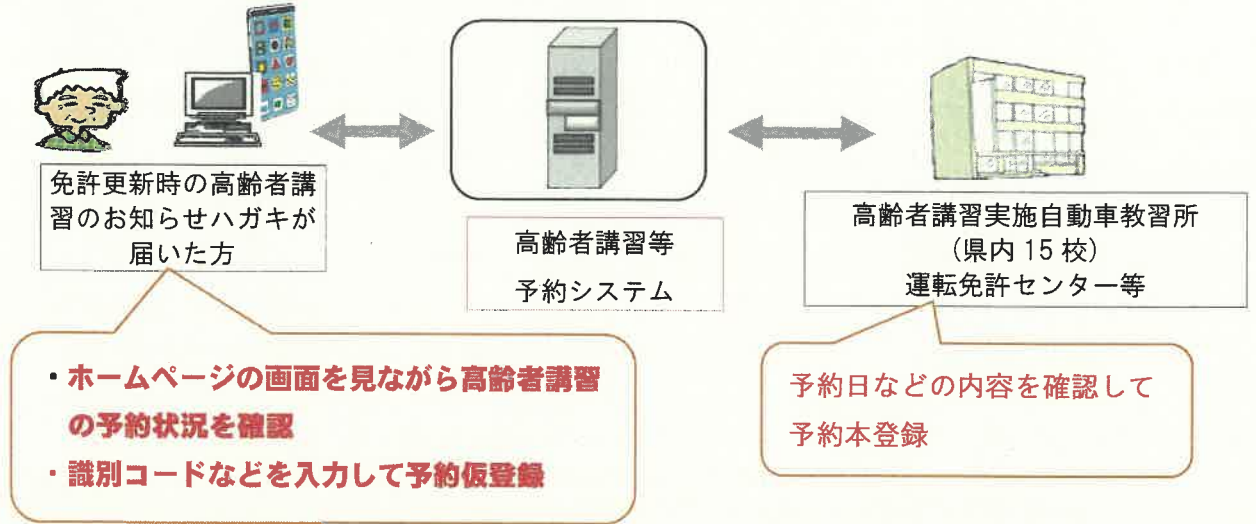 免許更新時の高齢者講
習のお知らせハガキが
届いた方
高齢者講習等
予約システム
高齢者講習実施自動車教習所
(県内 15 校)
運転免許センター等
・ホームページの画面を見ながら高齢者講習
の予約状況を確認
・識別コードなどを入力して予約仮登録
予約日などの内容を確認して
予約本登録